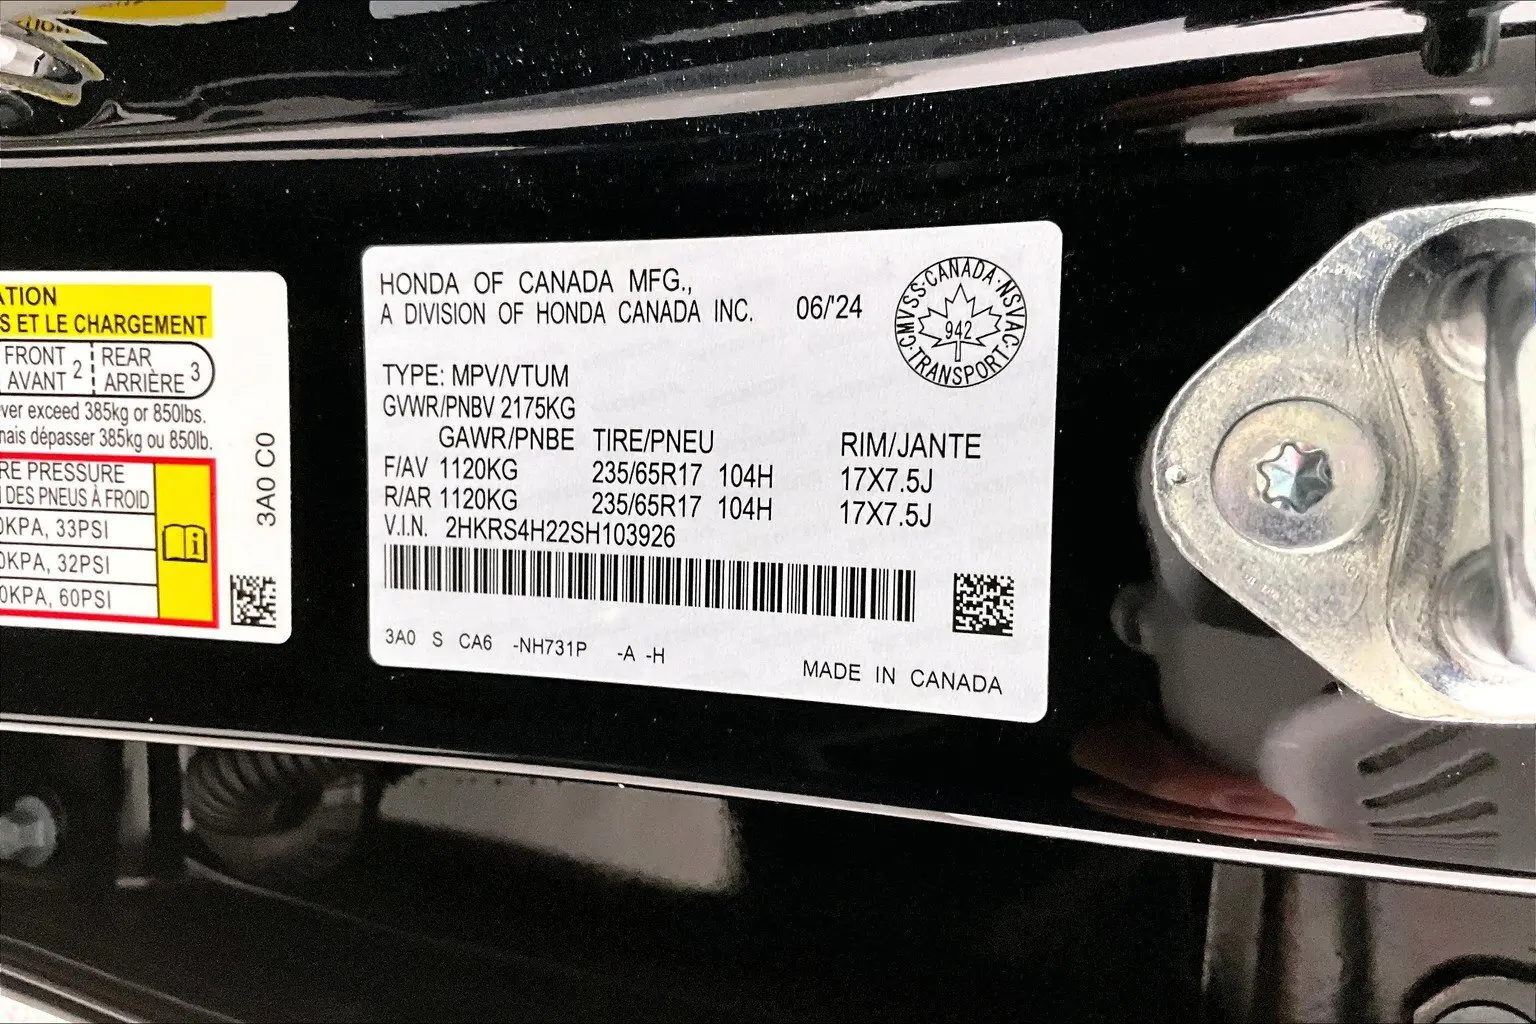 ATION
S ET LE CHARGEMENT
FRONT AVANT 2 REAR ARRIÈRE 3
ver exceed 385kg or 850lbs.
mais dépasser 385kg ou 850lb.
RE PRESSURE
DES PNEUS À FROID
0KPA, 33PSI
0KPA, 32PSI
0KPA, 60PSI
3A0 C0
HONDA OF CANADA MFG.,
A DIVISION OF HONDA CANADA INC. 06/'24
CMVSS·CANADA·NSVAC·TRANSPORT·
942
TYPE: MPV/VTUM
GVWR/PNBV 2175KG
GAWR/PNBE TIRE/PNEU RIM/JANTE
F/AV 1120KG 235/65R17 104H 17X7.5J
R/AR 1120KG 235/65R17 104H 17X7.5J
V.I.N. 2HKRS4H22SH103926
3A0 S CA6 -NH731P -A -H
MADE IN CANADA